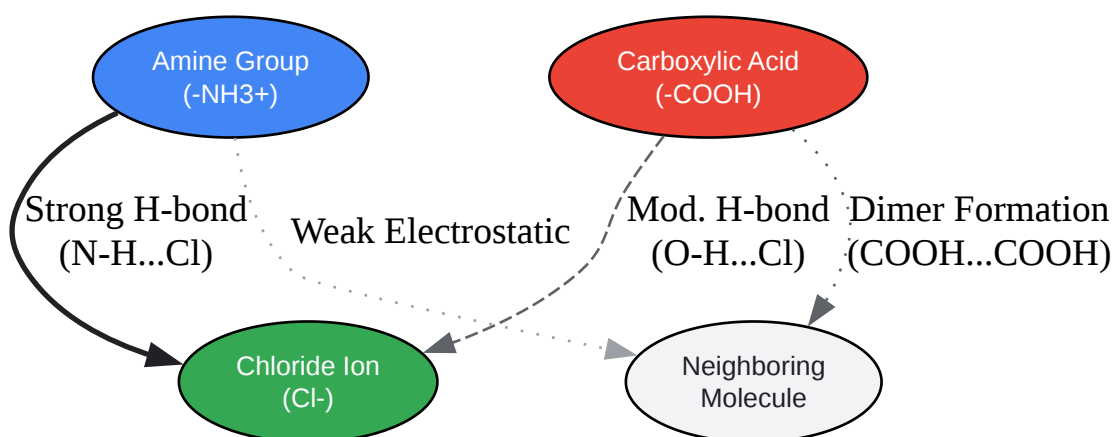 Amine Group
(-NH3+)
Carboxylic Acid
(-COOH)
Strong H-bond
(N-H...Cl)
Weak Electrostatic
Mod. H-bond
(O-H...Cl)
Dimer Formation
(COOH...COOH)
Chloride Ion
(Cl-)
Neighboring
Molecule